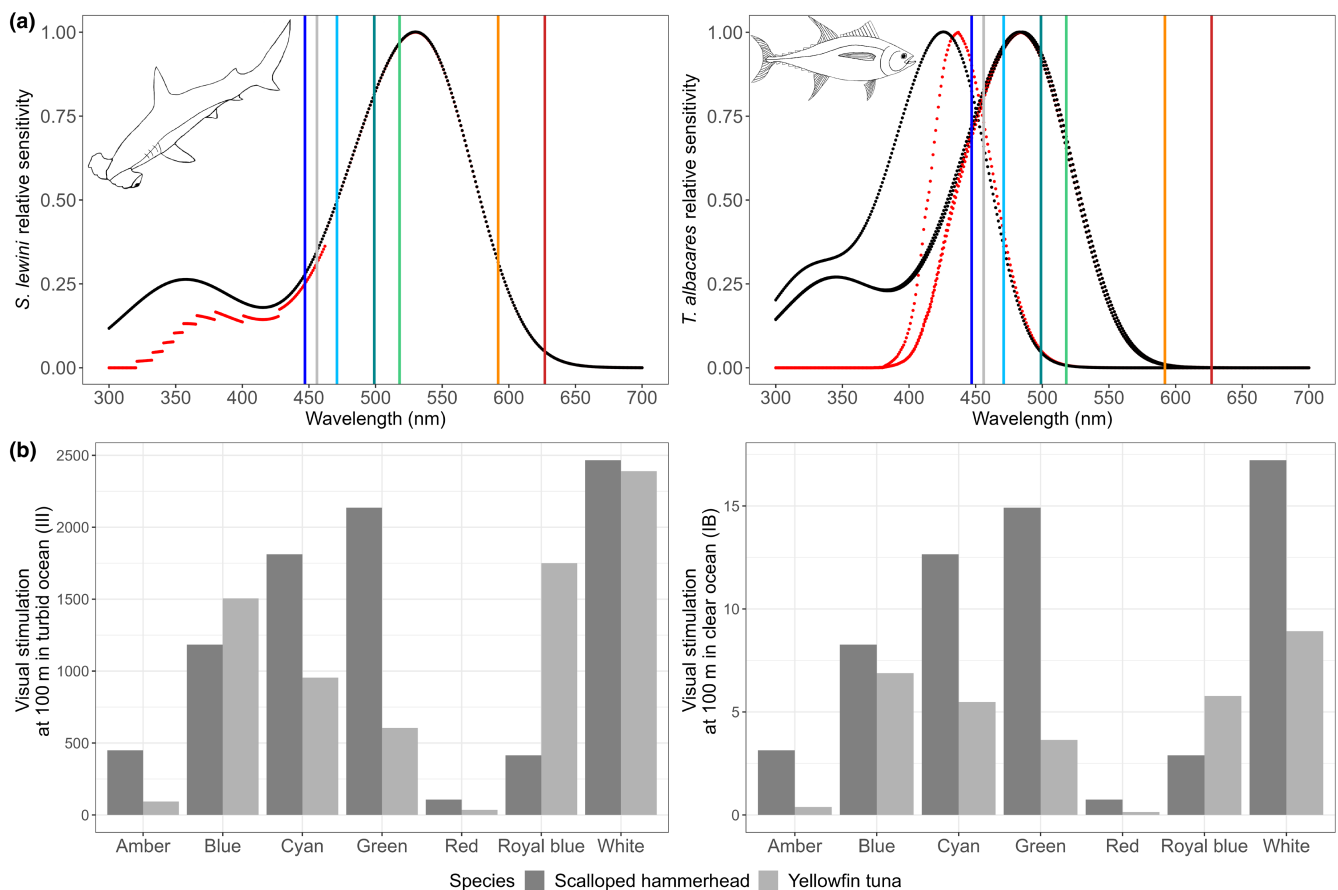 (a)
S. lewini relative sensitivity
1.00
0.75
0.50
0.25
0.00
300 350 400 450 500 550 600 650 700
Wavelength (nm)
T. albacares relative sensitivity
1.00
0.75
0.50
0.25
0.00
300 350 400 450 500 550 600 650 700
Wavelength (nm)
(b)
Visual stimulation
at 100 m in turbid ocean (III)
2500
2000
1500
1000
500
0
Amber Blue Cyan Green Red Royal blue White
Visual stimulation
at 100 m in clear ocean (IB)
15
10
5
0
Amber Blue Cyan Green Red Royal blue White
Species Scalloped hammerhead Yellowfin tuna